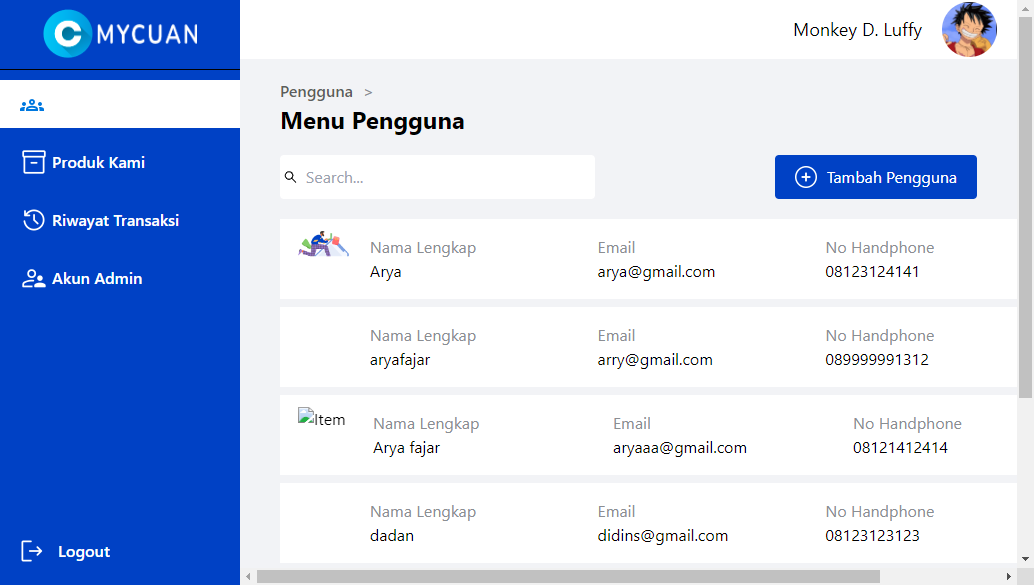 MYCUAN
Monkey D. Luffy
Pengguna >
Menu Pengguna
Produk Kami
Search...
Tambah Pengguna
Riwayat Transaksi
Akun Admin
Nama Lengkap Email No Handphone
Arya arya@gmail.com 08123124141
Nama Lengkap Email No Handphone
aryafajar arry@gmail.com 089999991312
Item
Nama Lengkap Email No Handphone
Arya fajar aryaaa@gmail.com 08121412414
Nama Lengkap Email No Handphone
dadan didins@gmail.com 08123123123
Logout